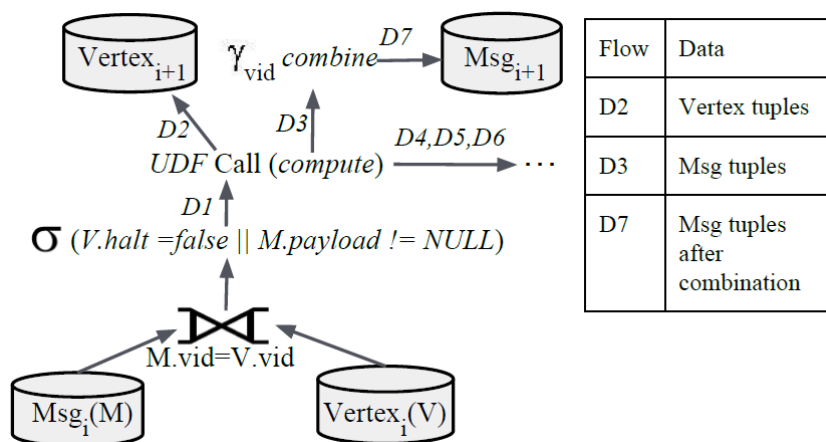 Vertex_{i+1}
γ_{vid} combine
D7
Msg_{i+1}
D2
D3
D4,D5,D6
UDF Call (compute)
...
D1
σ (V.halt =false || M.payload != NULL)
M.vid=V.vid
Msg_i(M)
Vertex_i(V)
Flow Data
D2 Vertex tuples
D3 Msg tuples
D7 Msg tuples
after
combination